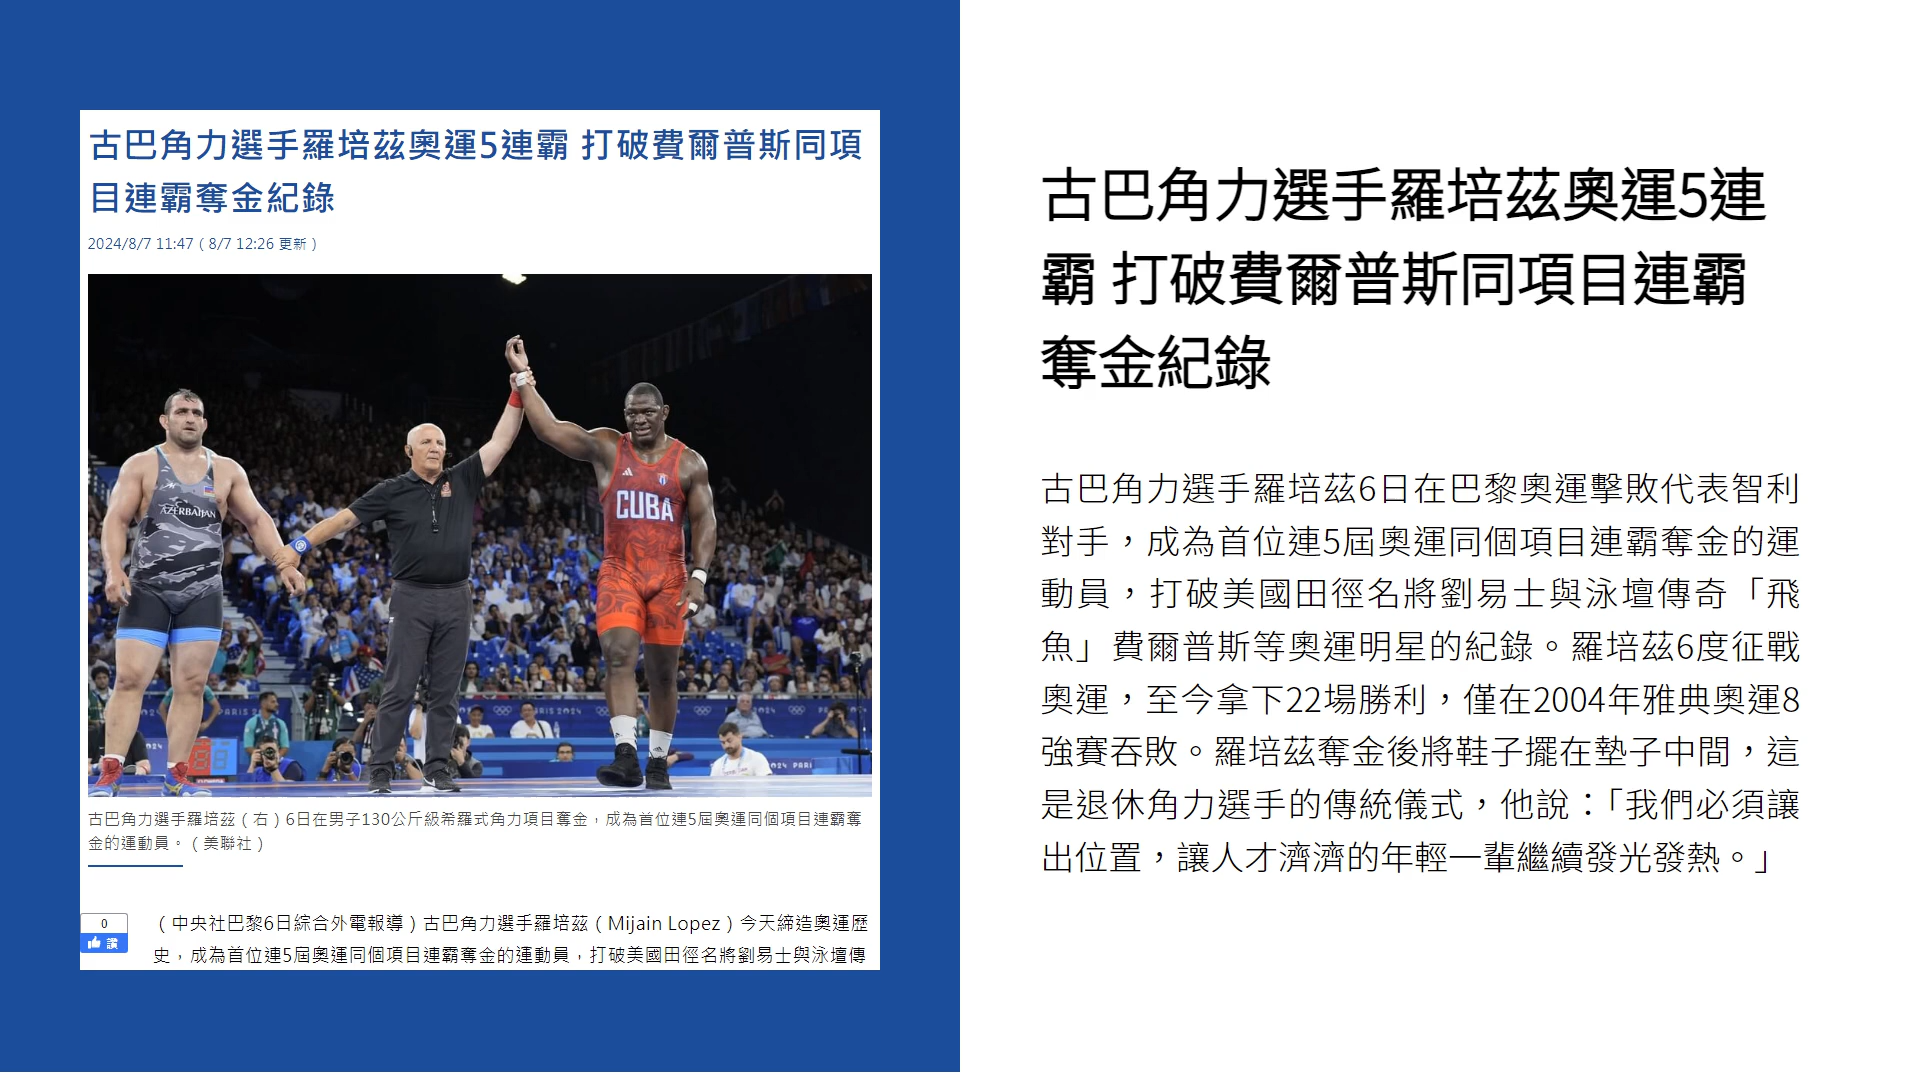 古巴角力選手羅培茲奧運5連霸 打破費爾普斯同項
目連霸奪金紀錄
2024/8/7 11:47(8/7 12:26 更新)
AZERBAIJAN
CUBA
PARIS 2024
古巴角力選手羅培茲(右)6日在男子130公斤級希羅式角力項目奪金,成為首位連5屆奧運同個項目連霸奪
金的運動員。(美聯社)
0
讚
(中央社巴黎6日綜合外電報導)古巴角力選手羅培茲(Mijain Lopez)今天締造奧運歷
史,成為首位連5屆奧運同個項目連霸奪金的運動員,打破美國田徑名將劉易士與泳壇傳
古巴角力選手羅培茲奧運5連
霸 打破費爾普斯同項目連霸
奪金紀錄
古巴角力選手羅培茲6日在巴黎奧運擊敗代表智利
對手,成為首位連5屆奧運同個項目連霸奪金的運
動員,打破美國田徑名將劉易士與泳壇傳奇「飛
魚」費爾普斯等奧運明星的紀錄。羅培茲6度征戰
奧運,至今拿下22場勝利,僅在2004年雅典奧運8
強賽吞敗。羅培茲奪金後將鞋子擺在墊子中間,這
是退休角力選手的傳統儀式,他說:「我們必須讓
出位置,讓人才濟濟的年輕一輩繼續發光發熱。」